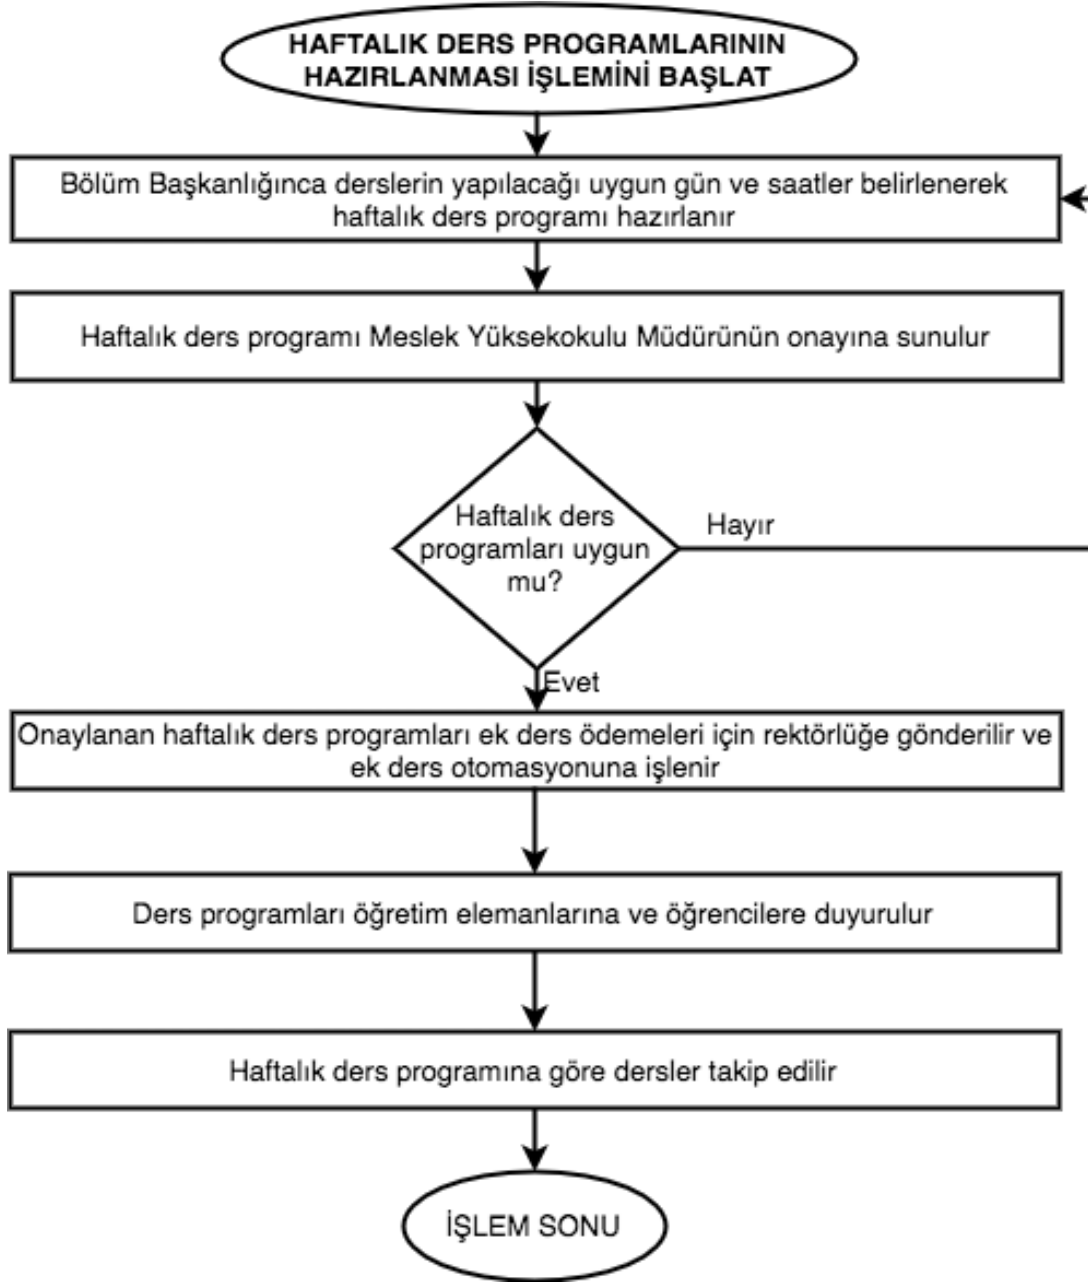 HAFTALIK DERS PROGRAMLARININ
HAZIRLANMASI İŞLEMİNİ BAŞLAT
Bölüm Başkanlığınca derslerin yapılacağı uygun gün ve saatler belirlenerek
haftalık ders programı hazırlanır
Haftalık ders programı Meslek Yüksekokulu Müdürünün onayına sunulur
Haftalık ders
programları uygun
mu?
Hayır
Evet
Onaylanan haftalık ders programları ek ders ödemeleri için rektörlüğe gönderilir ve
ek ders otomasyonuna işlenir
Ders programları öğretim elemanlarına ve öğrencilere duyurulur
Haftalık ders programına göre dersler takip edilir
İŞLEM SONU